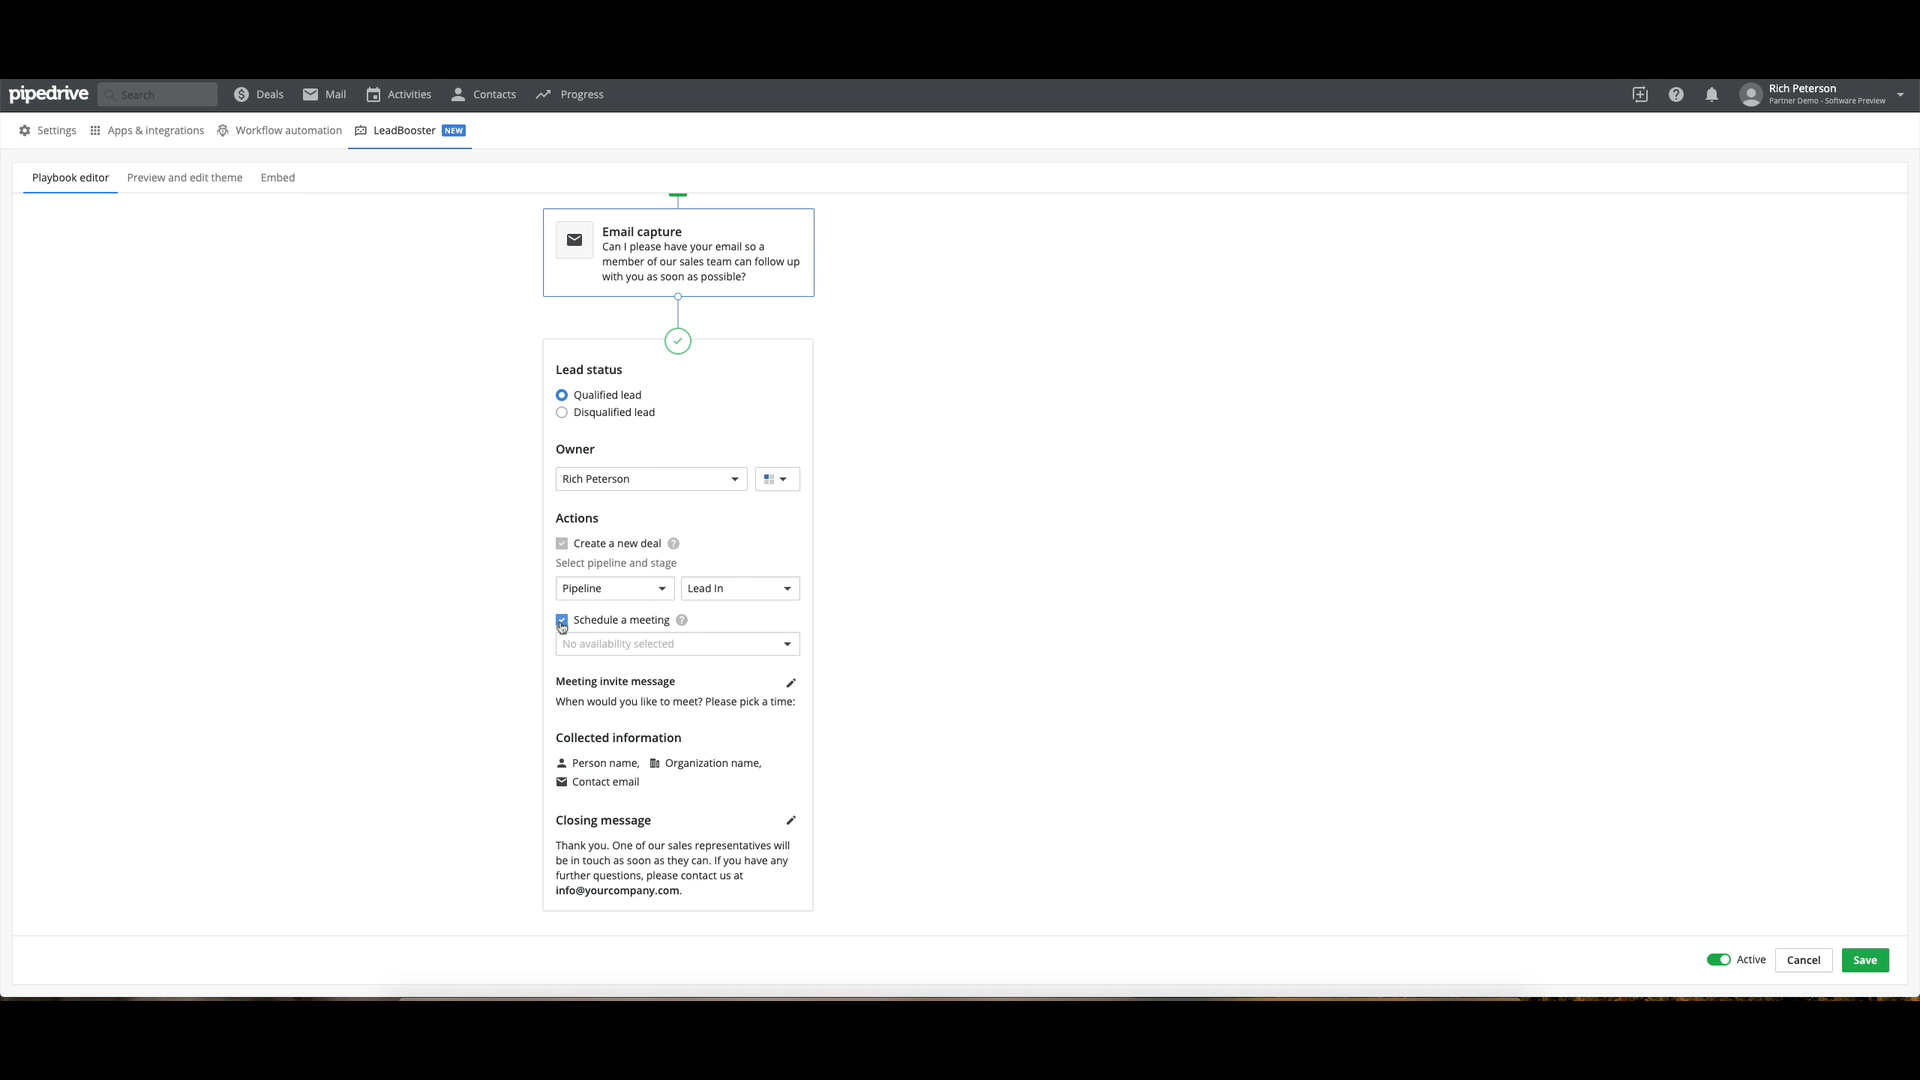 pipedrive
Search
Deals
Mail
Activities
Contacts
Progress
Rich Peterson
Partner Demo - Software Preview
Settings
Apps & integrations
Workflow automation
LeadBooster
NEW
Playbook editor
Preview and edit theme
Embed
Email capture
Can I please have your email so a
member of our sales team can follow up
with you as soon as possible?
Lead status
Qualified lead
Disqualified lead
Owner
Rich Peterson
Actions
Create a new deal
Select pipeline and stage
Pipeline
Lead In
Schedule a meeting
No availability selected
Meeting invite message
When would you like to meet? Please pick a time:
Collected information
Person name,
Organization name,
Contact email
Closing message
Thank you. One of our sales representatives will
be in touch as soon as they can. If you have any
further questions, please contact us at
info@yourcompany.com.
Active
Cancel
Save